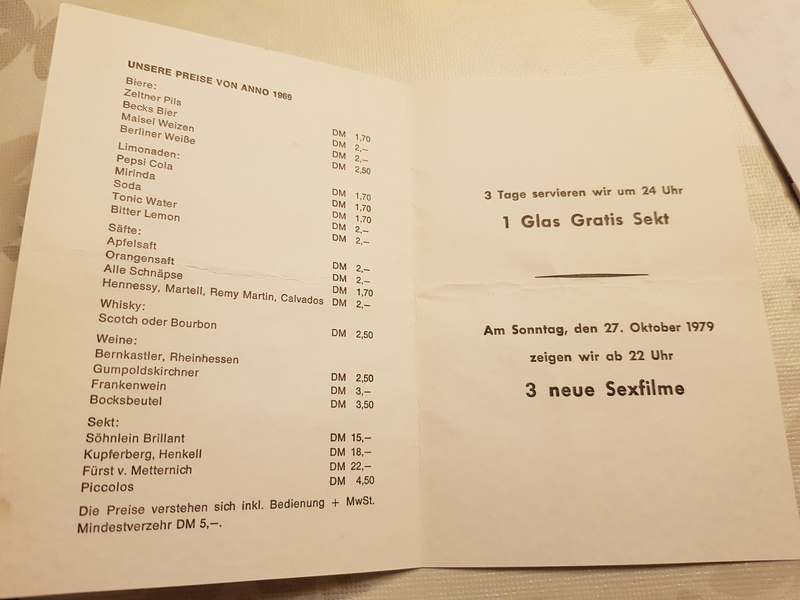 UNSERE PREISE VON ANNO 1969
Biere:
Zeltner Pils DM 1,70
Becks Bier DM 2,—
Maisel Weizen DM 2,—
Berliner Weiße DM 2,50
Limonaden:
Pepsi Cola DM 1,70
Mirinda DM 1,70
Soda DM 1,70
Tonic Water DM 2,—
Bitter Lemon DM 2,—
Säfte:
Apfelsaft DM 2,—
Orangensaft DM 2,—
Alle Schnäpse DM 1,70
Hennessy, Martell, Remy Martin, Calvados DM 2,—
Whisky:
Scotch oder Bourbon DM 2,50
Weine:
Bernkastler, Rheinhessen
Gumpoldskirchner DM 2,50
Frankenwein DM 3,—
Bocksbeutel DM 3,50
Sekt:
Söhnlein Brillant DM 15,—
Kupferberg, Henkell DM 18,—
Fürst v. Metternich DM 22,—
Piccolos DM 4,50
Die Preise verstehen sich inkl. Bedienung + MwSt.
Mindestverzehr DM 5,—.
3 Tage servieren wir um 24 Uhr
1 Glas Gratis Sekt
Am Sonntag, den 27. Oktober 1979
zeigen wir ab 22 Uhr
3 neue Sexfilme